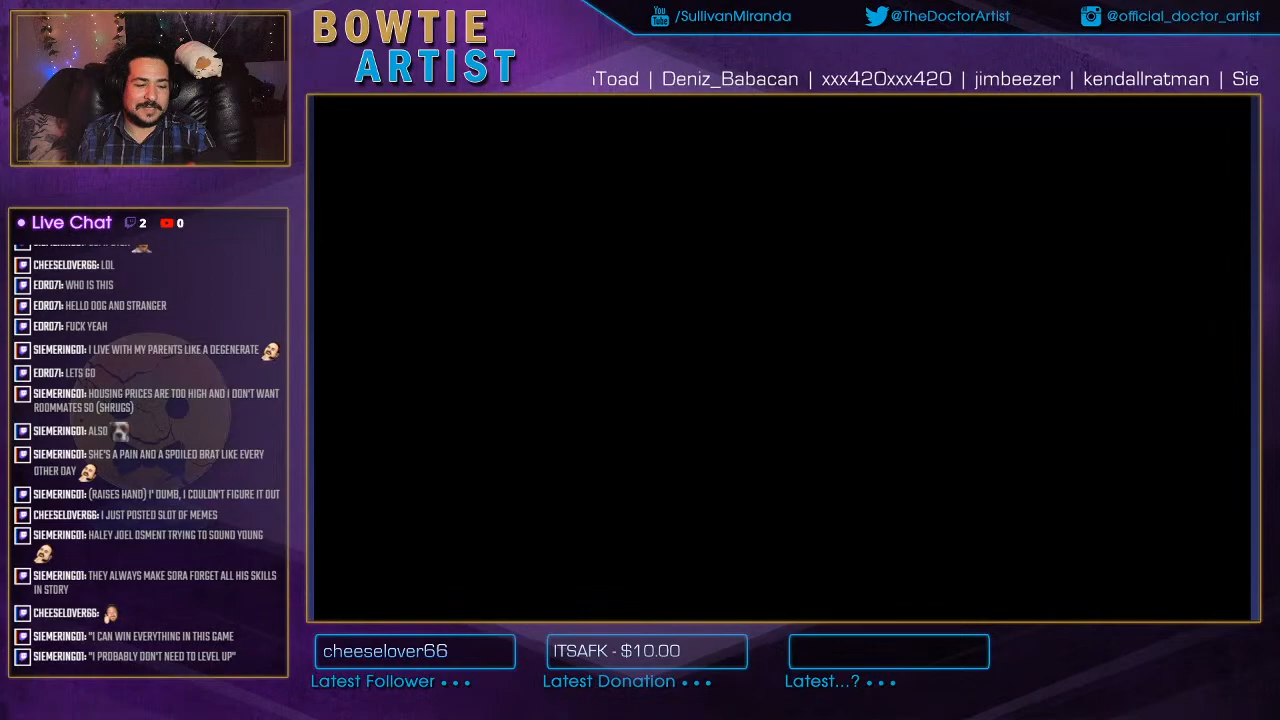 BOWTIE
ARTIST
/SullivanMiranda
@TheDoctorArtist
@official_doctor_artist
Toad | Deniz_Babacan | xxx420xxx420 | jimbeezer | kendallratman | Sie
Live Chat 2 0
CHEESELOVER66: LOL
EDR071: WHO IS THIS
EDR071: HELLO DOG AND STRANGER
EDR071: FUCK YEAH
SIEMERING01: I LIVE WITH MY PARENTS LIKE A DEGENERATE
EDR071: LETS GO
SIEMERING01: HOUSING PRICES ARE TOO HIGH AND I DON'T WANT
ROOMMATES SO (SHRUGS)
SIEMERING01: ALSO
SIEMERING01: SHE'S A PAIN AND A SPOILED BRAT LIKE EVERY
OTHER DAY
SIEMERING01: (RAISES HAND) I' DUMB, I COULDN'T FIGURE IT OUT
CHEESELOVER66: I JUST POSTED SLOT OF MEMES
SIEMERING01: HALEY JOEL OSMENT TRYING TO SOUND YOUNG
SIEMERING01: THEY ALWAYS MAKE SORA FORGET ALL HIS SKILLS
IN STORY
CHEESELOVER66:
SIEMERING01: "I CAN WIN EVERYTHING IN THIS GAME
SIEMERING01: "I PROBABLY DON'T NEED TO LEVEL UP"
cheeselover66
Latest Follower • • •
ITSAFK - $10.00
Latest Donation • • •
Latest...? • • •